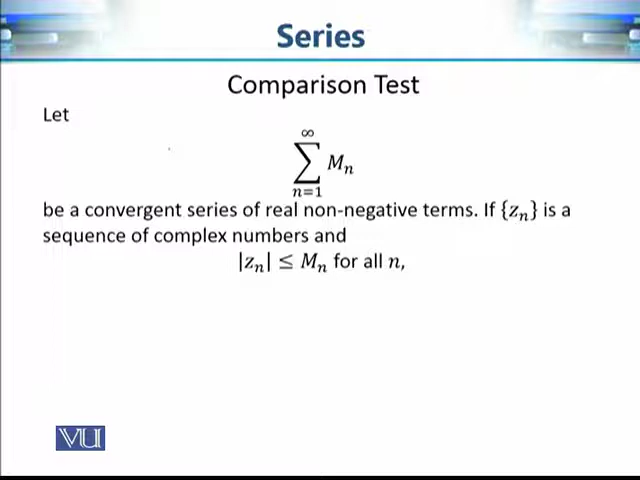 Series
Comparison Test
Let
∞
∑ Mₙ
n=1
be a convergent series of real non-negative terms. If {zₙ} is a
sequence of complex numbers and
|zₙ| ≤ Mₙ for all n,
VU